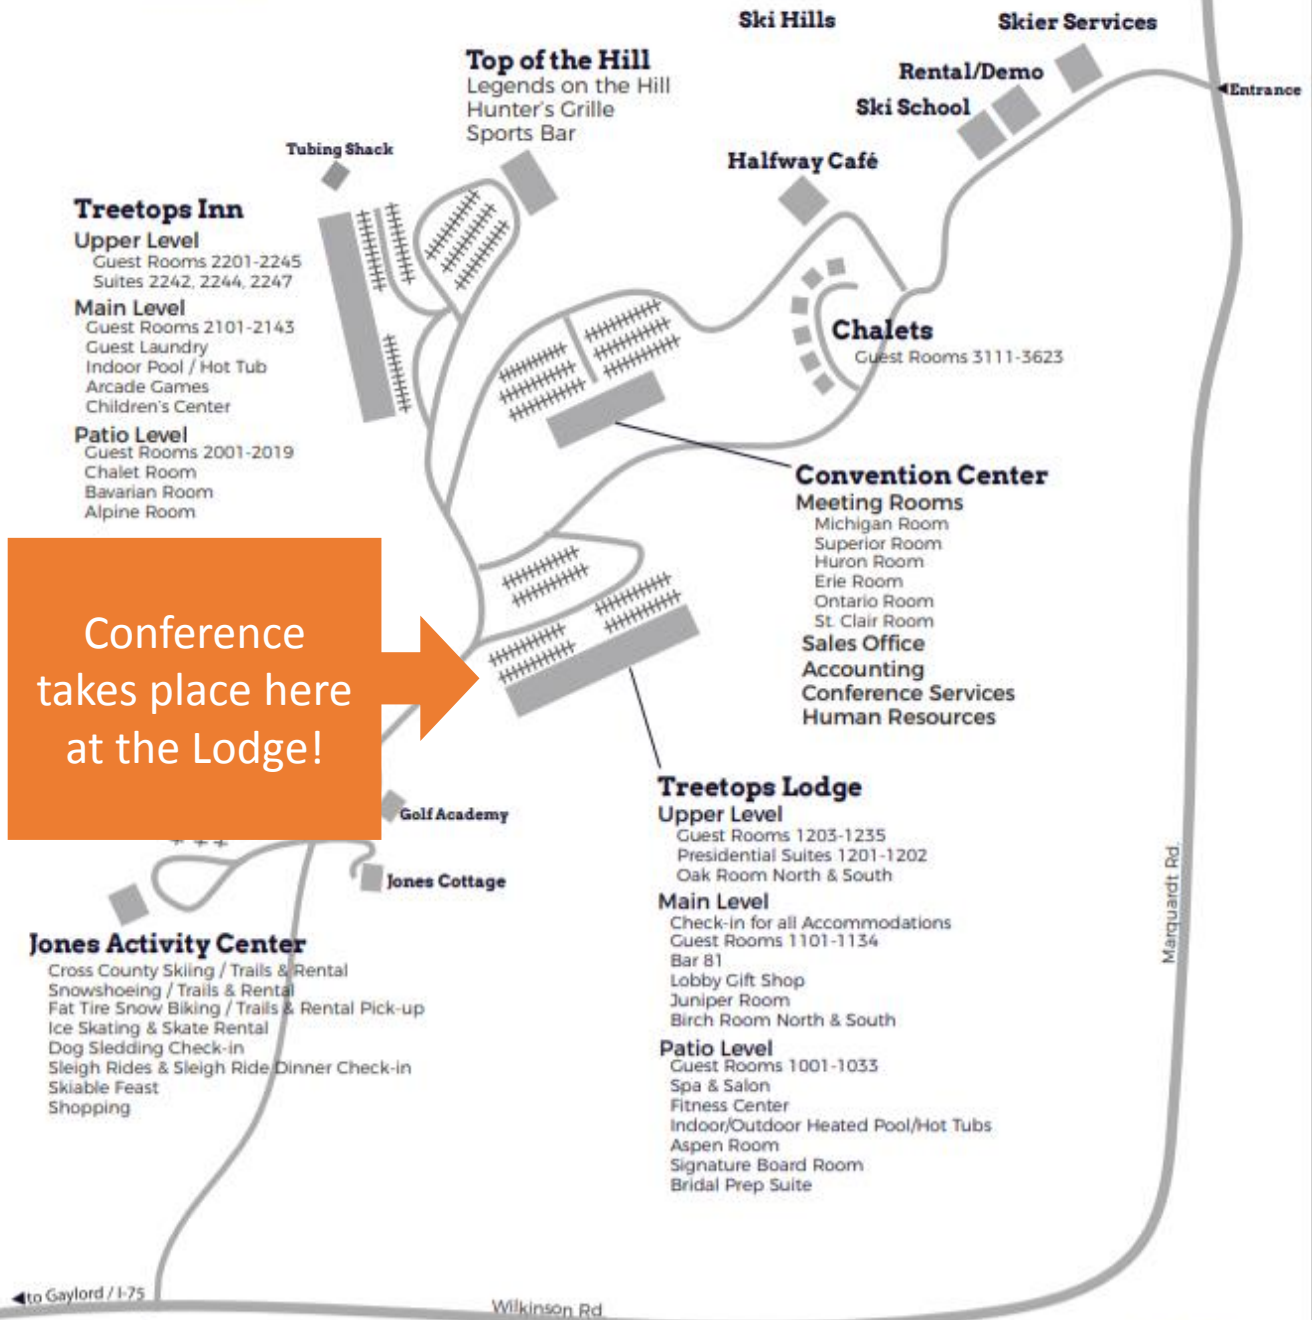 Ski Hills
Skier Services
Top of the Hill
Legends on the Hill
Hunter's Grille
Sports Bar
Rental/Demo
Ski School
Entrance
Tubing Shack
Halfway Café
Treetops Inn
Upper Level
Guest Rooms 2201-2245
Suites 2242, 2244, 2247
Main Level
Guest Rooms 2101-2143
Guest Laundry
Indoor Pool / Hot Tub
Arcade Games
Children's Center
Patio Level
Guest Rooms 2001-2019
Chalet Room
Bavarian Room
Alpine Room
Chalets
Guest Rooms 3111-3623
Convention Center
Meeting Rooms
Michigan Room
Superior Room
Huron Room
Erie Room
Ontario Room
St. Clair Room
Sales Office
Accounting
Conference Services
Human Resources
Conference
takes place here
at the Lodge!
Treetops Lodge
Upper Level
Guest Rooms 1203-1235
Presidential Suites 1201-1202
Oak Room North & South
Main Level
Check-in for all Accommodations
Guest Rooms 1101-1134
Bar 81
Lobby Gift Shop
Juniper Room
Birch Room North & South
Patio Level
Guest Rooms 1001-1033
Spa & Salon
Fitness Center
Indoor/Outdoor Heated Pool/Hot Tubs
Aspen Room
Signature Board Room
Bridal Prep Suite
Golf Academy
Jones Cottage
Jones Activity Center
Cross County Skiing / Trails & Rental
Snowshoeing / Trails & Rental
Fat Tire Snow Biking / Trails & Rental Pick-up
Ice Skating & Skate Rental
Dog Sledding Check-in
Sleigh Rides & Sleigh Ride Dinner Check-in
Skiable Feast
Shopping
Marquardt Rd.
to Gaylord / I-75
Wilkinson Rd